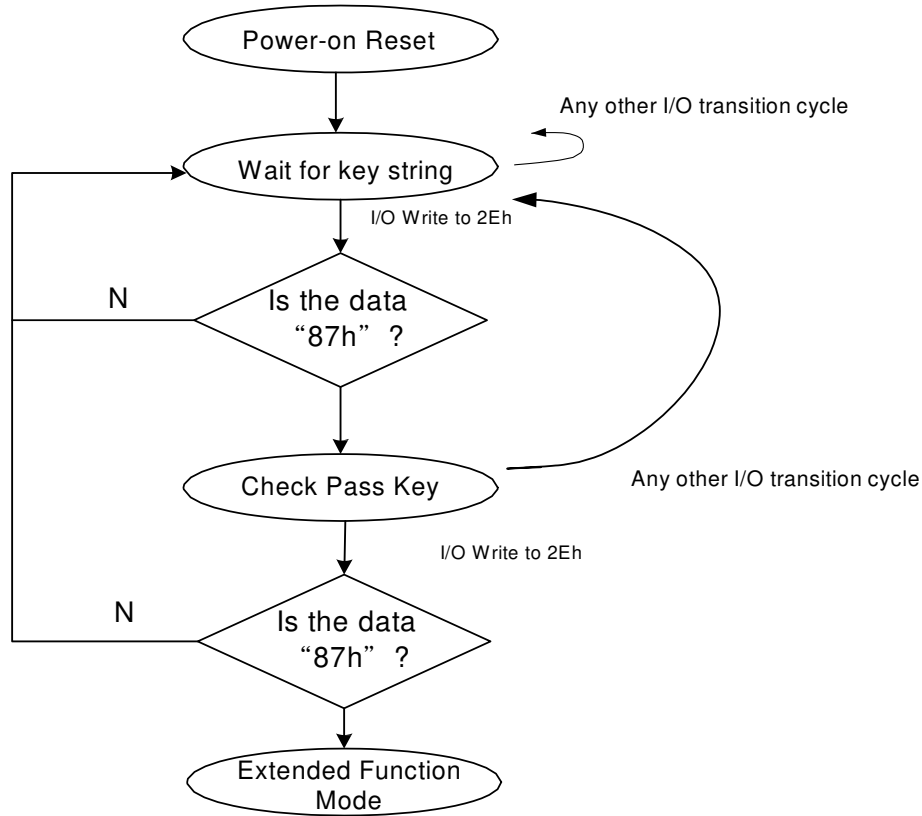 Power-on Reset
Any other I/O transition cycle
Wait for key string
I/O Write to 2Eh
N
Is the data
“87h” ?
Check Pass Key
Any other I/O transition cycle
I/O Write to 2Eh
N
Is the data
“87h” ?
Extended Function
Mode